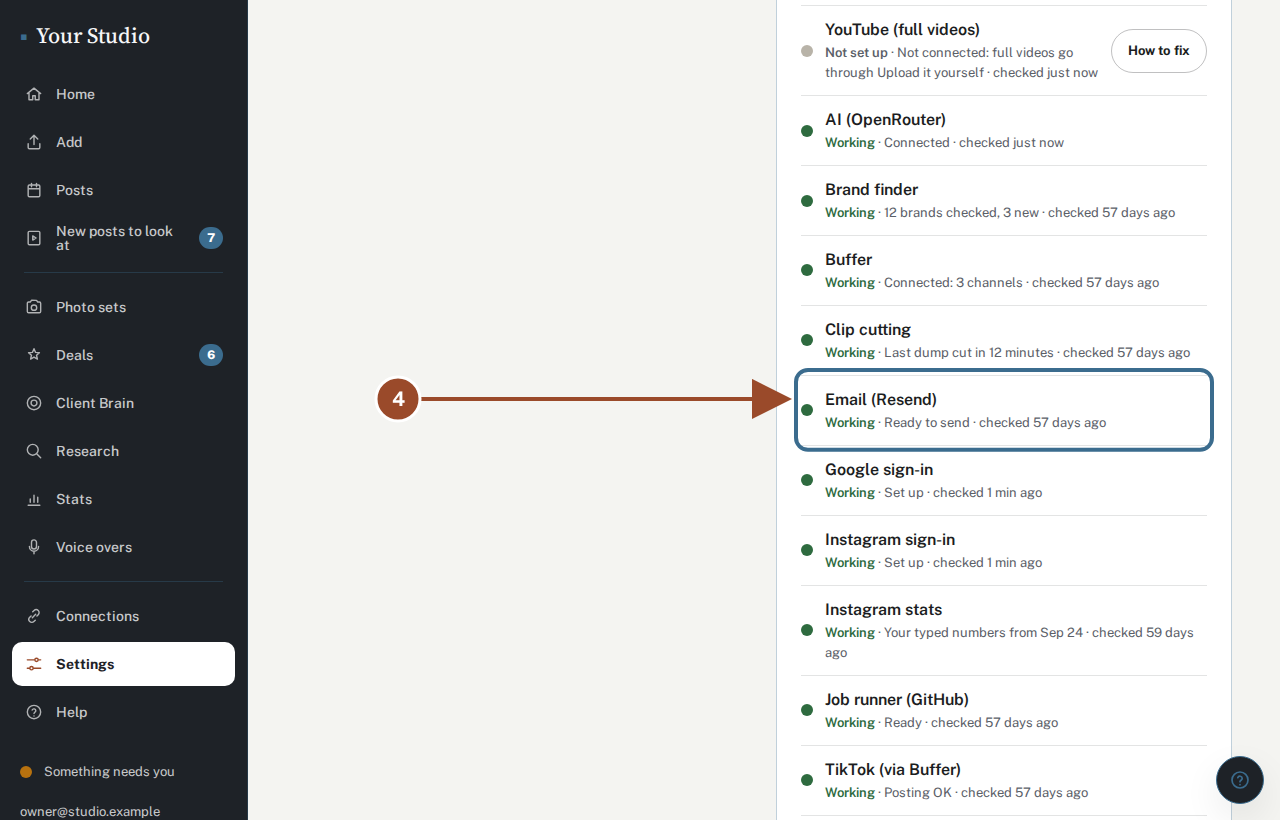 Your Studio
Home
Add
Posts
New posts to look
at
7
Photo sets
Deals
6
Client Brain
Research
Stats
Voice overs
Connections
Settings
Help
Something needs you
owner@studio.example
4
YouTube (full videos)
Not set up · Not connected: full videos go
through Upload it yourself · checked just now
How to fix
AI (OpenRouter)
Working · Connected · checked just now
Brand finder
Working · 12 brands checked, 3 new · checked 57 days ago
Buffer
Working · Connected: 3 channels · checked 57 days ago
Clip cutting
Working · Last dump cut in 12 minutes · checked 57 days ago
Email (Resend)
Working · Ready to send · checked 57 days ago
Google sign-in
Working · Set up · checked 1 min ago
Instagram sign-in
Working · Set up · checked 1 min ago
Instagram stats
Working · Your typed numbers from Sep 24 · checked 59 days
ago
Job runner (GitHub)
Working · Ready · checked 57 days ago
TikTok (via Buffer)
Working · Posting OK · checked 57 days ago